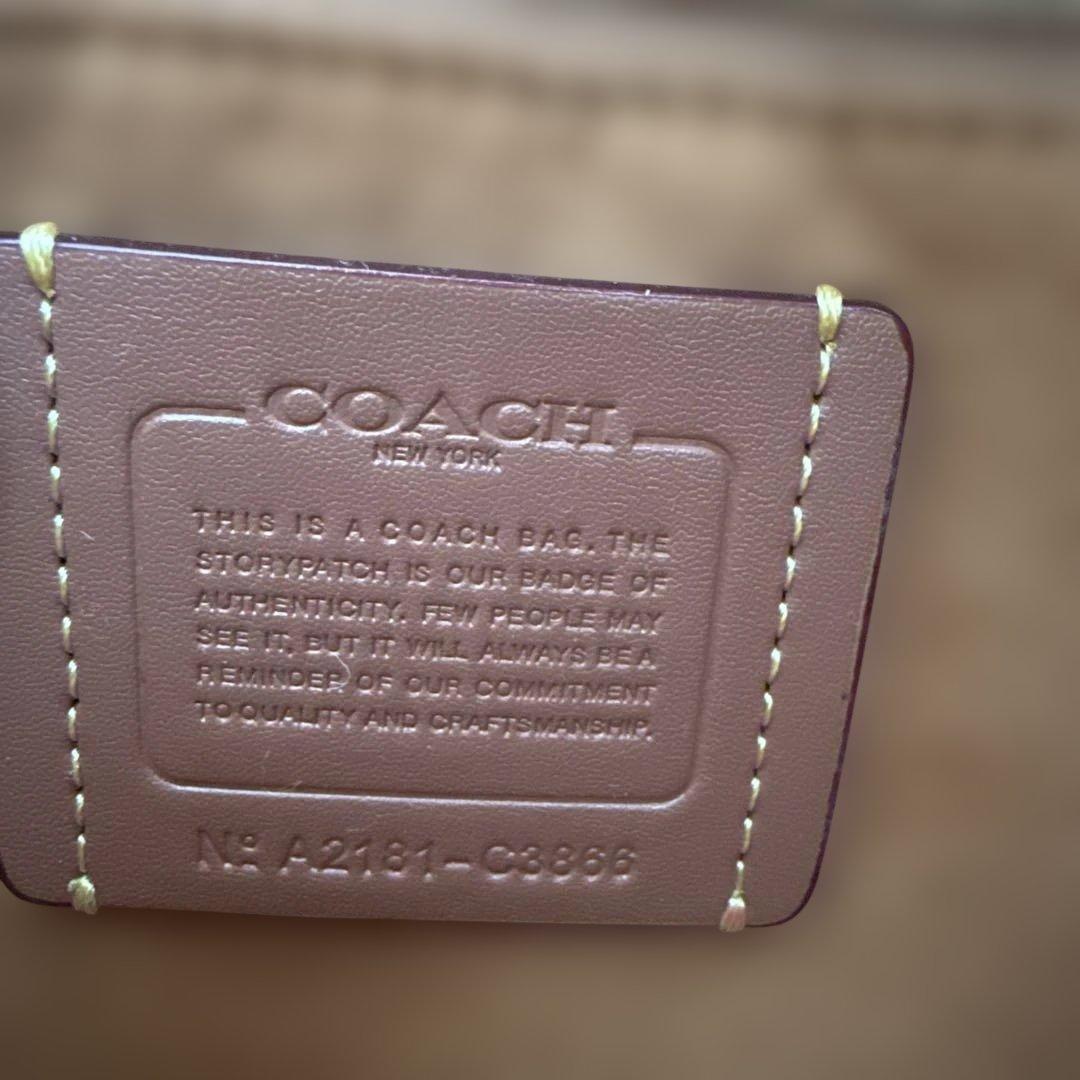 COACH
NEW YORK
THIS IS A COACH BAG. THE
STORYPATCH IS OUR BADGE OF
AUTHENTICITY. FEW PEOPLE MAY
SEE IT, BUT IT WILL ALWAYS BE A
REMINDER OF OUR COMMITMENT
TO QUALITY AND CRAFTSMANSHIP.
Nº A2181-C3866